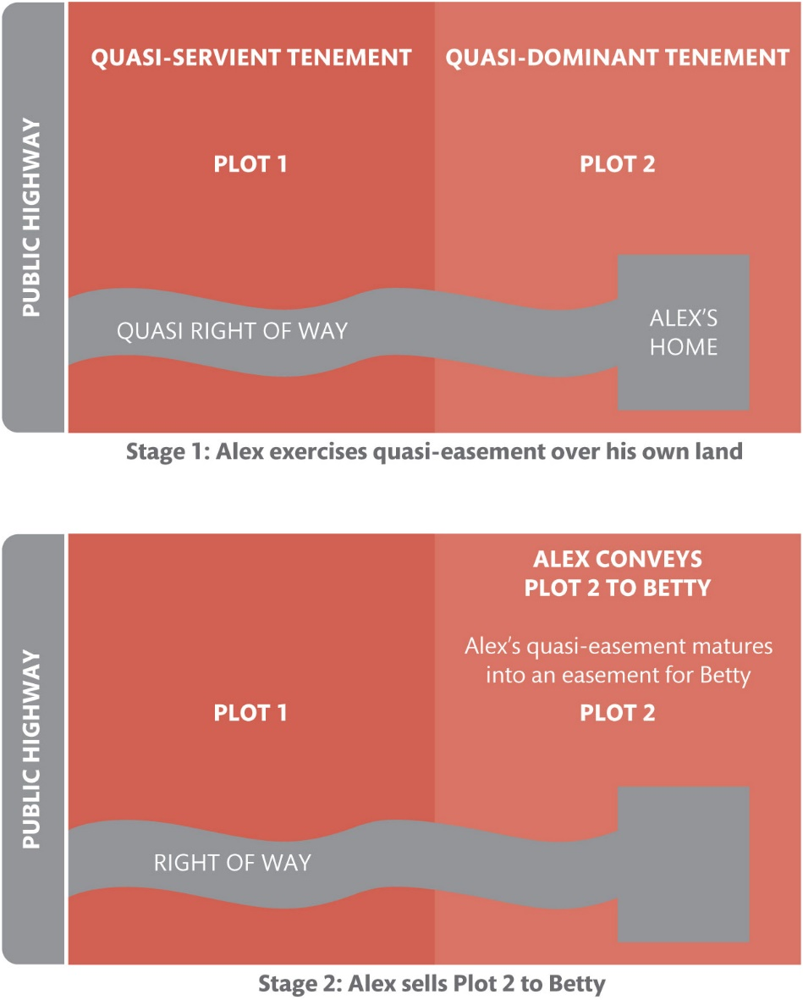 PUBLIC HIGHWAY
QUASI-SERVIENT TENEMENT
QUASI-DOMINANT TENEMENT
PLOT 1
PLOT 2
QUASI RIGHT OF WAY
ALEX’S
HOME
Stage 1: Alex exercises quasi-easement over his own land
PUBLIC HIGHWAY
ALEX CONVEYS
PLOT 2 TO BETTY
Alex’s quasi-easement matures
into an easement for Betty
PLOT 1
PLOT 2
RIGHT OF WAY
Stage 2: Alex sells Plot 2 to Betty